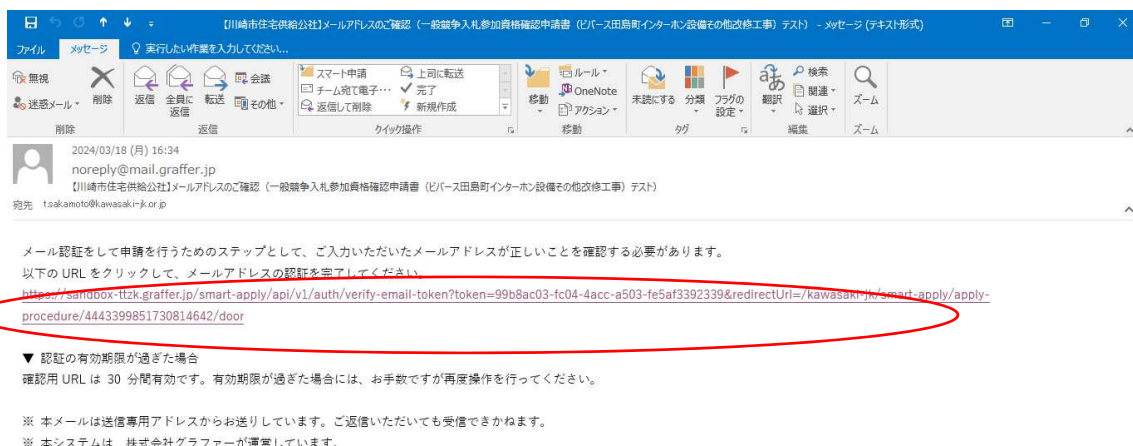 【川崎市住宅供給公社】メールアドレスのご確認（一般競争入札参加資格確認申請書（ビバース田島町インターホン設備その他改修工事）テスト） - メッセージ (テキスト形式)
ファイル メッセージ 実行したい作業を入力してください...
無視 迷惑メール 削除 返信 全員に返信 転送 会議 その他
スマート申請 上司に転送
チーム宛て電子… 完了
返信して削除 新規作成
移動 ルール OneNote アクション
未読にする 分類 フラグの設定
翻訳 検索 関連 選択 ズーム
削除 返信 クイック操作 移動 タグ 編集 ズーム
2024/03/18 (月) 16:34
noreply@mail.graffer.jp
【川崎市住宅供給公社】メールアドレスのご確認（一般競争入札参加資格確認申請書（ビバース田島町インターホン設備その他改修工事）テスト）
宛先 t.sakamoto@kawasaki-jk.or.jp
メール認証をして申請を行うためのステップとして、ご入力いただいたメールアドレスが正しいことを確認する必要があります。
以下の URL をクリックして、メールアドレスの認証を完了してください。
https://sandbox-ttzk.graffer.jp/smart-apply/api/v1/auth/verify-email-token?token=99b8ac03-fc04-4acc-a503-fe5af3392339&redirectUrl=/kawasaki-jk/smart-apply/apply-
procedure/4443399851730814642/door
▼ 認証の有効期限が過ぎた場合
確認用 URL は 30 分間有効です。有効期限が過ぎた場合には、お手数ですが再度操作を行ってください。
※ 本メールは送信専用アドレスからお送りしています。ご返信いただいても受信できかねます。
※ 本システムは、株式会社グラファーが運営しています。